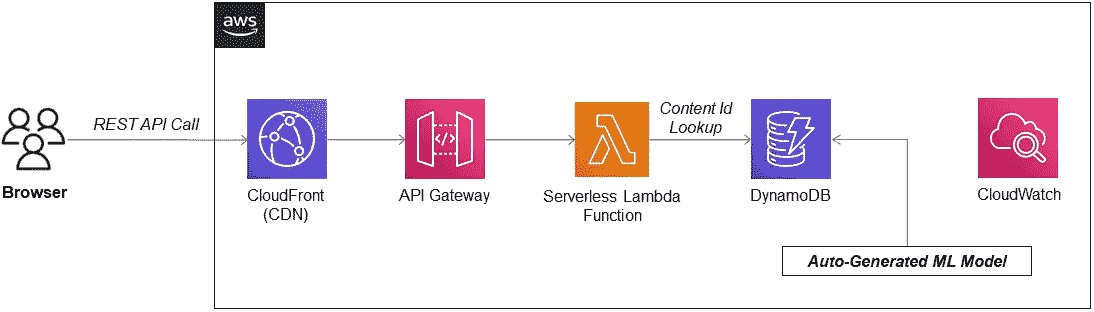 aws
REST API Call
Content Id
Lookup
Browser
CloudFront
(CDN)
API Gateway
</>
Serverless Lambda
Function
DynamoDB
CloudWatch
Auto-Generated ML Model